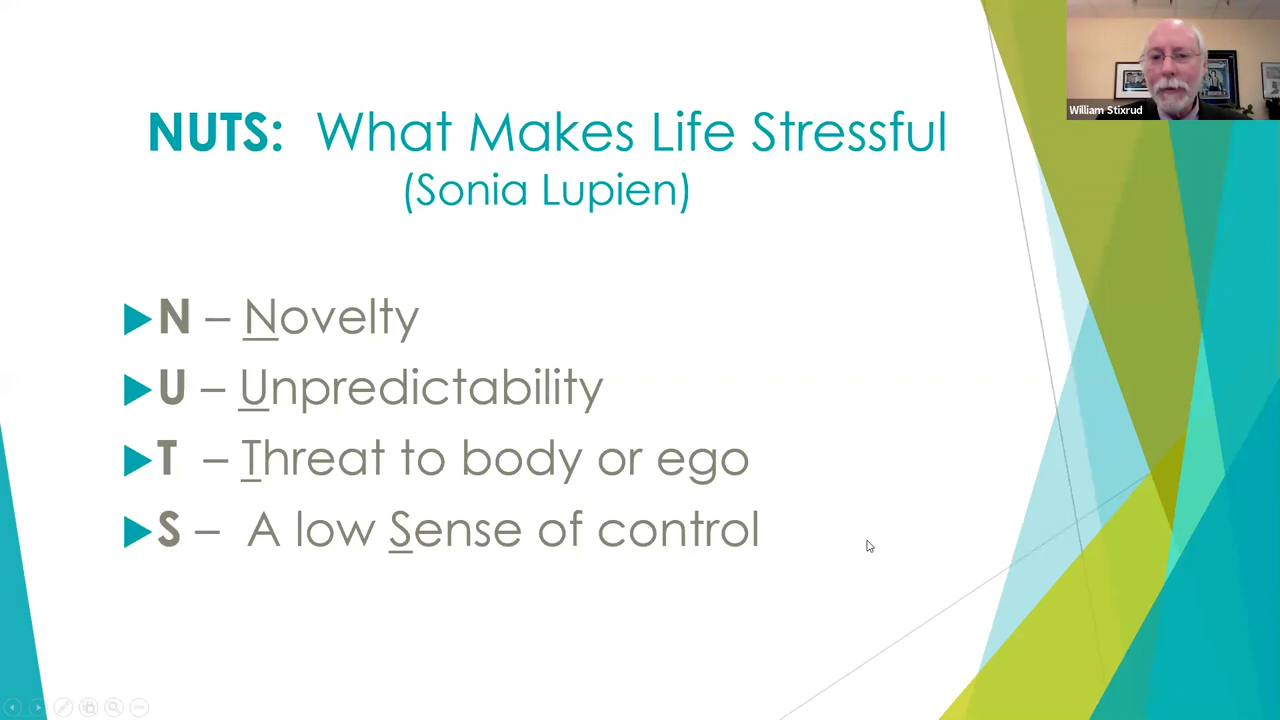 William Stixrud
NUTS: What Makes Life Stressful
(Sonia Lupien)
N – Novelty
U – Unpredictability
T – Threat to body or ego
S – A low Sense of control